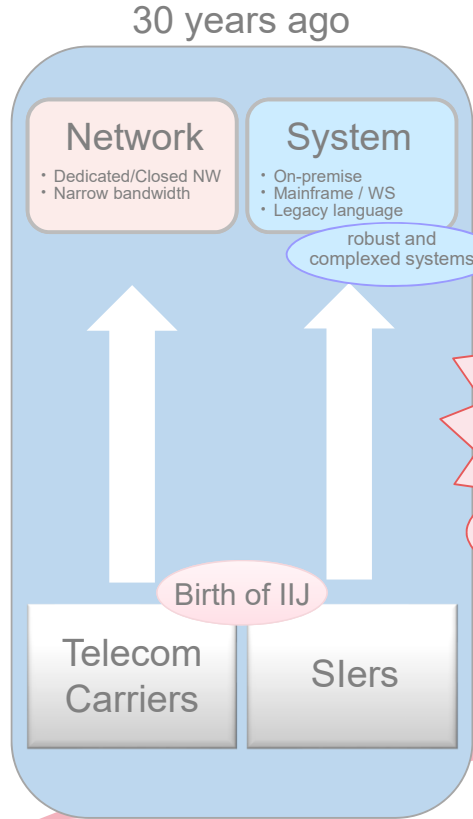 30 years ago
Network
• Dedicated/Closed NW
• Narrow bandwidth
System
• On-premise
• Mainframe / WS
• Legacy language
robust and
complexed systems
Birth of IIJ
Telecom
Carriers
SIers